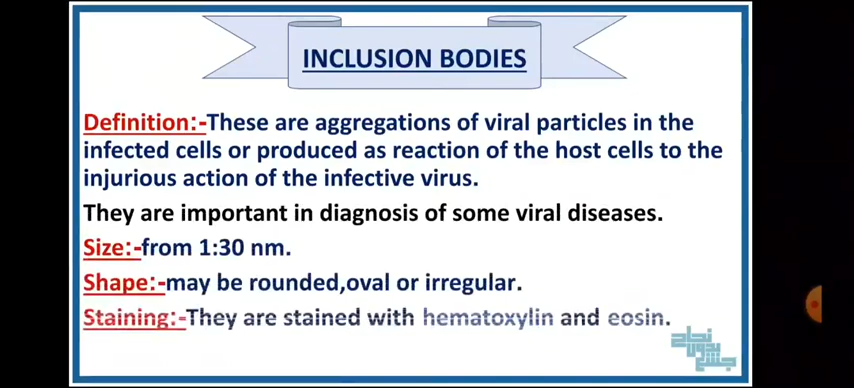 INCLUSION BODIES
Definition:-These are aggregations of viral particles in the
infected cells or produced as reaction of the host cells to the
injurious action of the infective virus.
They are important in diagnosis of some viral diseases.
Size:-from 1:30 nm.
Shape:-may be rounded,oval or irregular.
Staining:-They are stained with hematoxylin and eosin.